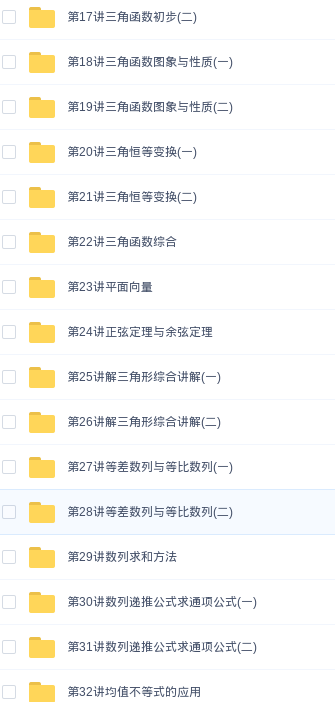 第17讲三角函数初步(二)
第18讲三角函数图象与性质(一)
第19讲三角函数图象与性质(二)
第20讲三角恒等变换(一)
第21讲三角恒等变换(二)
第22讲三角函数综合
第23讲平面向量
第24讲正弦定理与余弦定理
第25讲解三角形综合讲解(一)
第26讲解三角形综合讲解(二)
第27讲等差数列与等比数列(一)
第28讲等差数列与等比数列(二)
第29讲数列求和方法
第30讲数列递推公式求通项公式(一)
第31讲数列递推公式求通项公式(二)
第32讲均值不等式的应用